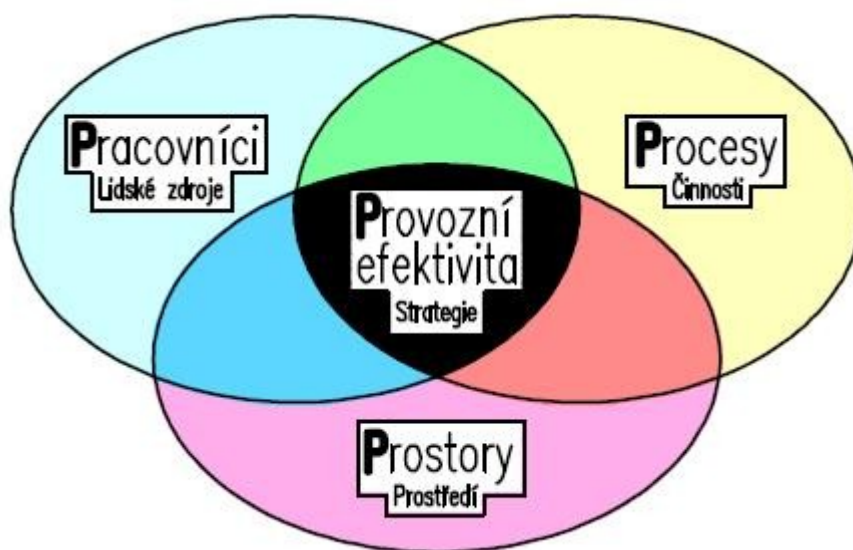 Pracovníci
Lidské zdroje
Procesy
Činnosti
Provozní
efektivita
Strategie
Prostory
Prostředí